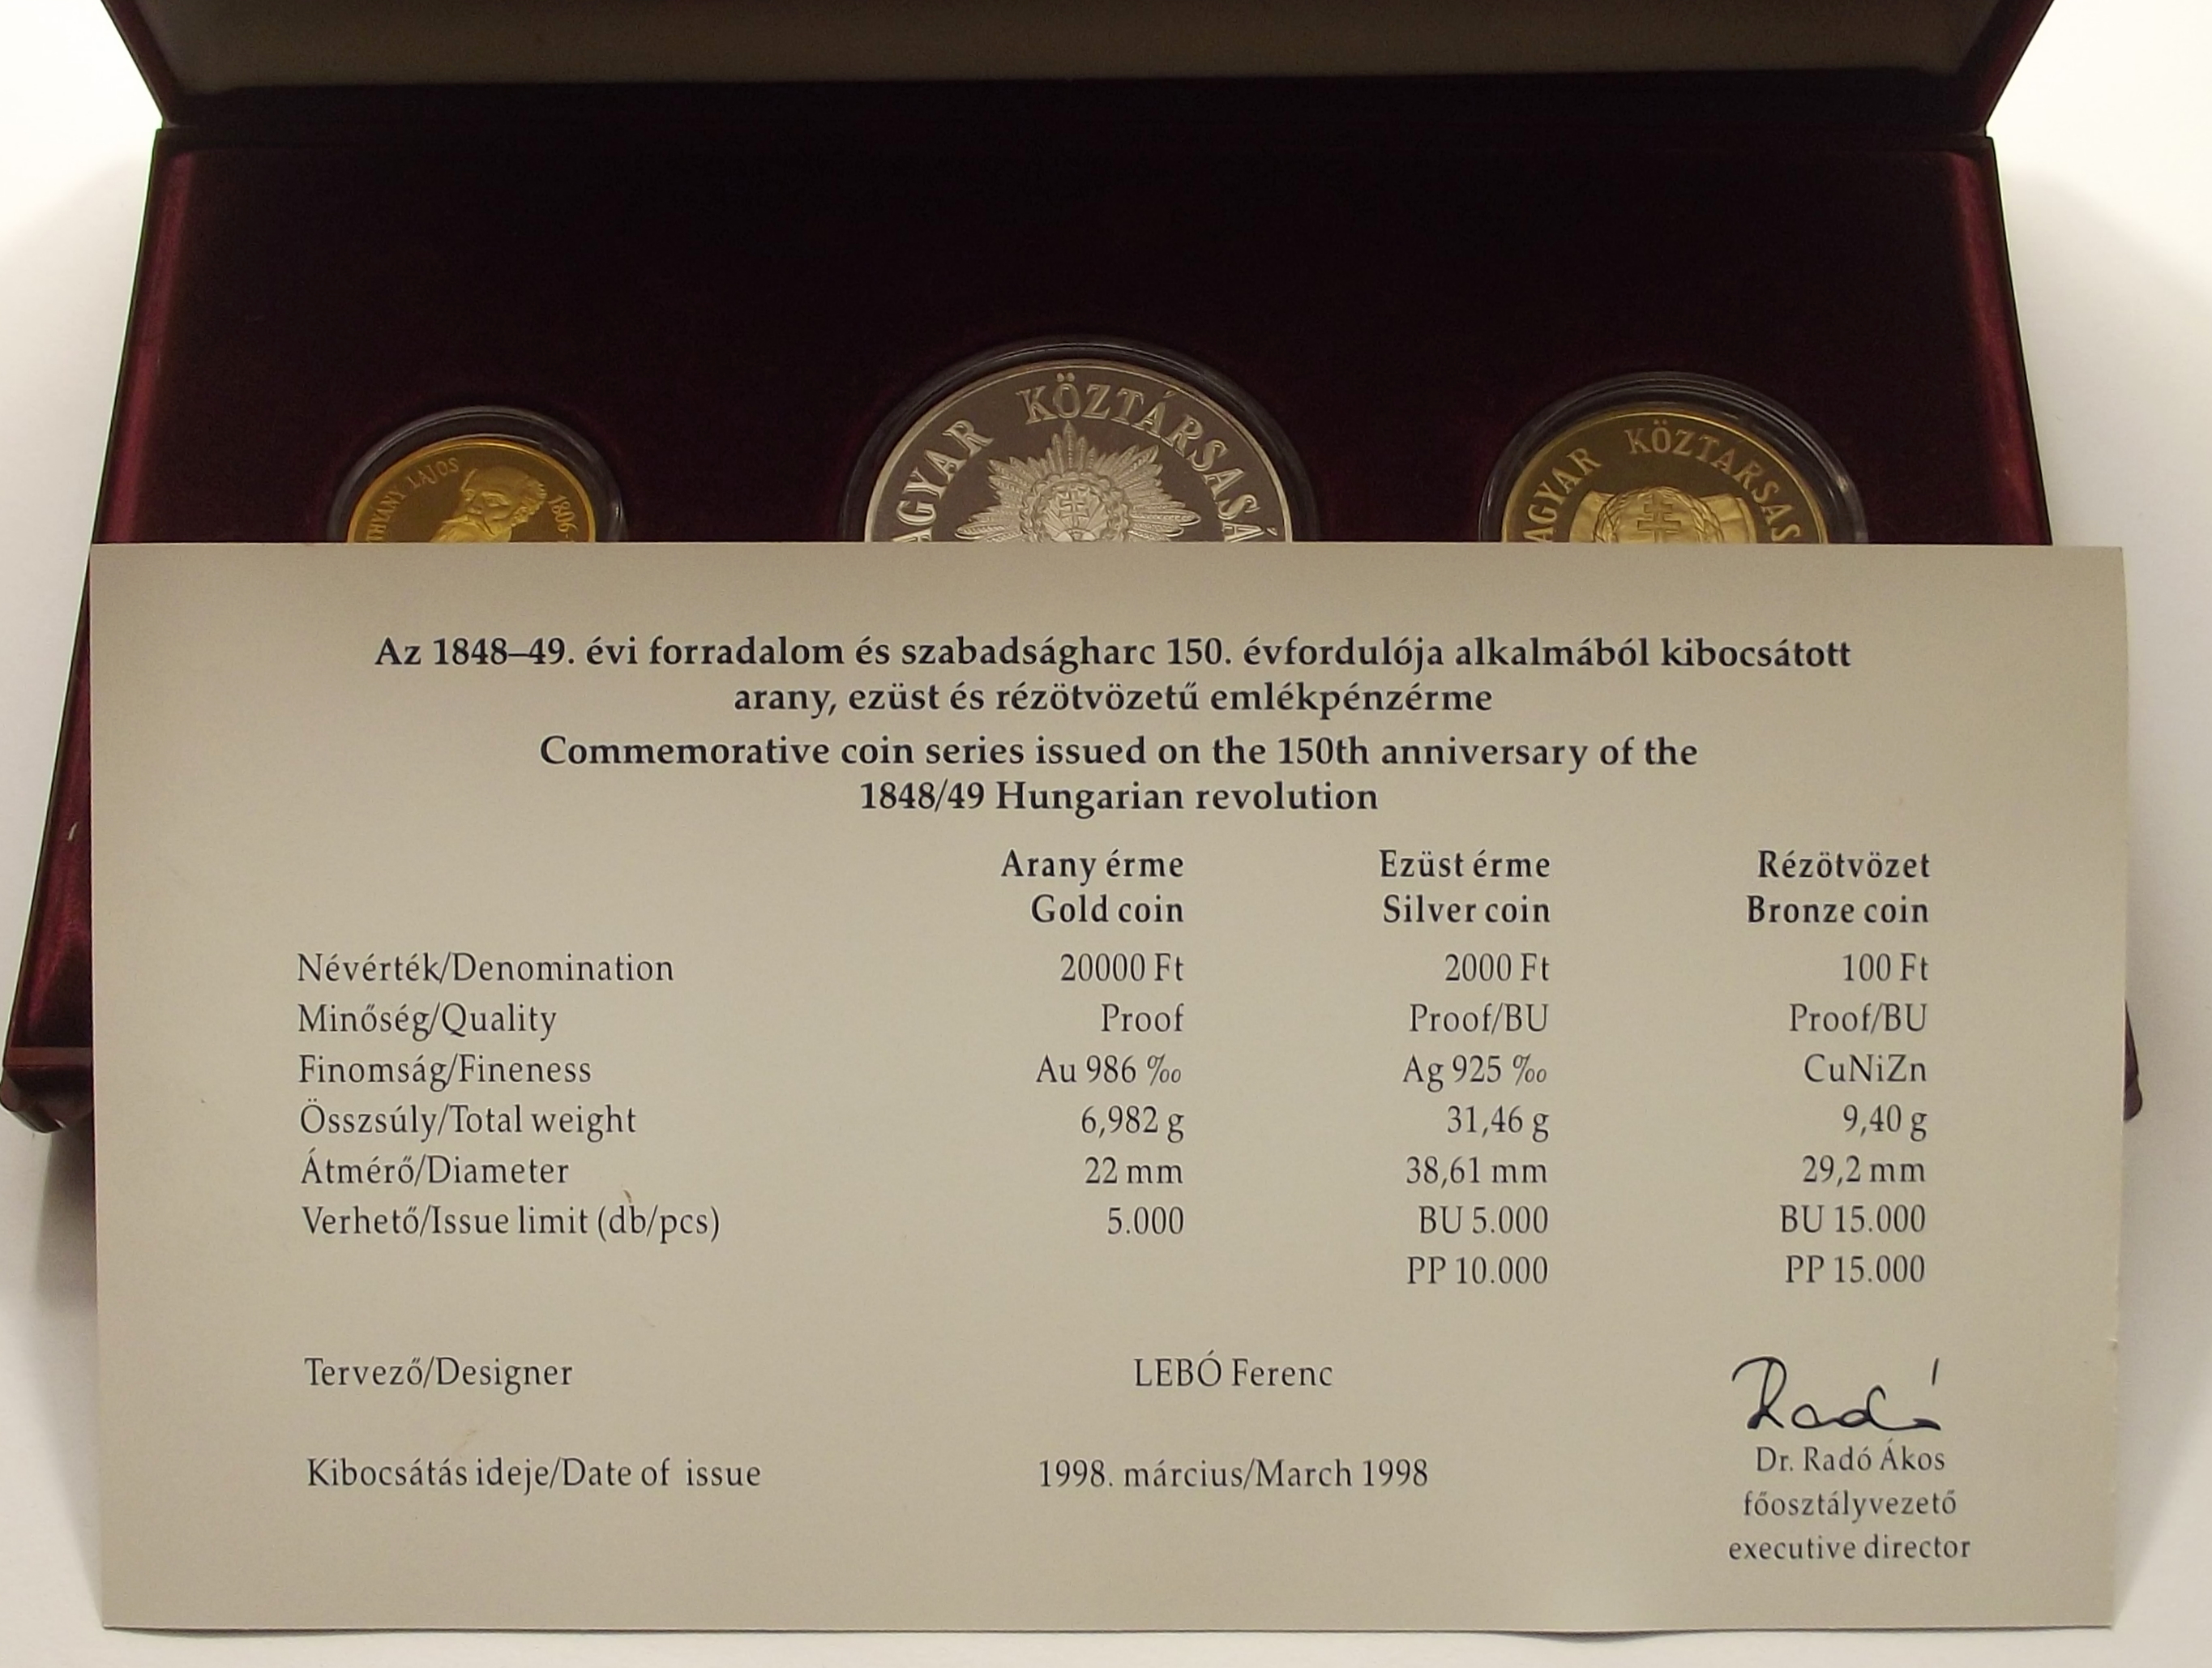 THYANY LAJOS 1806-
AGYAR KÖZTÁRSASÁ
AGYAR KÖZTÁRSAS
Az 1848–49. évi forradalom és szabadságharc 150. évfordulója alkalmából kibocsátott
arany, ezüst és rézötvözetű emlékpénzérme
Commemorative coin series issued on the 150th anniversary of the
1848/49 Hungarian revolution
Arany érme Ezüst érme Rézötvözet
Gold coin Silver coin Bronze coin
Névérték/Denomination 20000 Ft 2000 Ft 100 Ft
Minőség/Quality Proof Proof/BU Proof/BU
Finomság/Fineness Au 986 ‰ Ag 925 ‰ CuNiZn
Összsúly/Total weight 6,982 g 31,46 g 9,40 g
Átmérő/Diameter 22 mm 38,61 mm 29,2 mm
Verhető/Issue limit (db/pcs) 5.000 BU 5.000 BU 15.000
PP 10.000 PP 15.000
Tervező/Designer LEBÓ Ferenc
Radó
Kibocsátás ideje/Date of issue 1998. március/March 1998
Dr. Radó Ákos
főosztályvezető
executive director